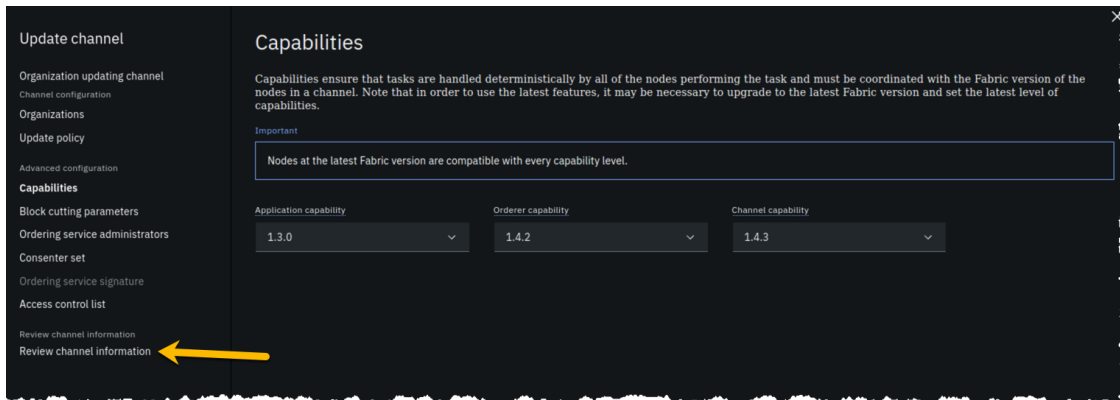 Update channel
Organization updating channel
Channel configuration
Organizations
Update policy
Advanced configuration
Capabilities
Block cutting parameters
Ordering service administrators
Consenter set
Ordering service signature
Access control list
Review channel information
Review channel information
Capabilities
Capabilities ensure that tasks are handled deterministically by all of the nodes performing the task and must be coordinated with the Fabric version of the
nodes in a channel. Note that in order to use the latest features, it may be necessary to upgrade to the latest Fabric version and set the latest level of
capabilities.
Important
Nodes at the latest Fabric version are compatible with every capability level.
Application capability
Orderer capability
Channel capability
1.3.0
1.4.2
1.4.3